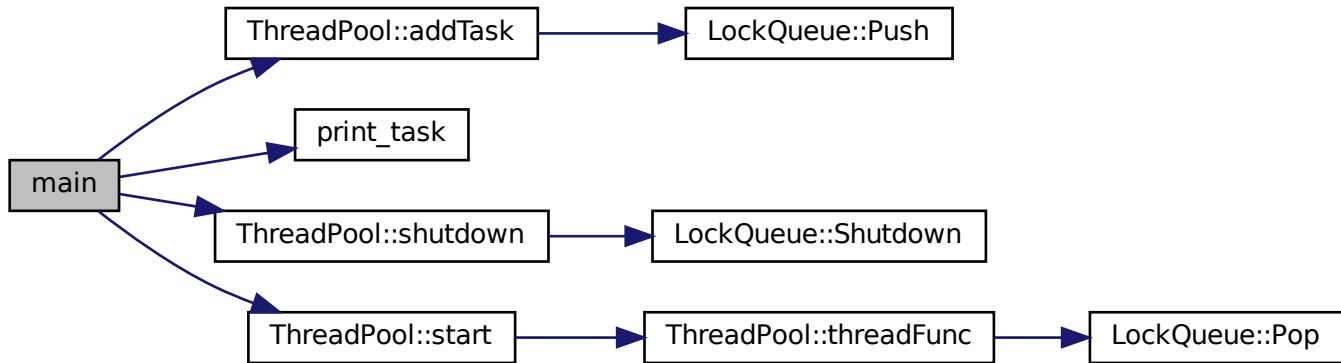 ThreadPool::addTask
LockQueue::Push
print_task
main
ThreadPool::shutdown
LockQueue::Shutdown
ThreadPool::start
ThreadPool::threadFunc
LockQueue::Pop